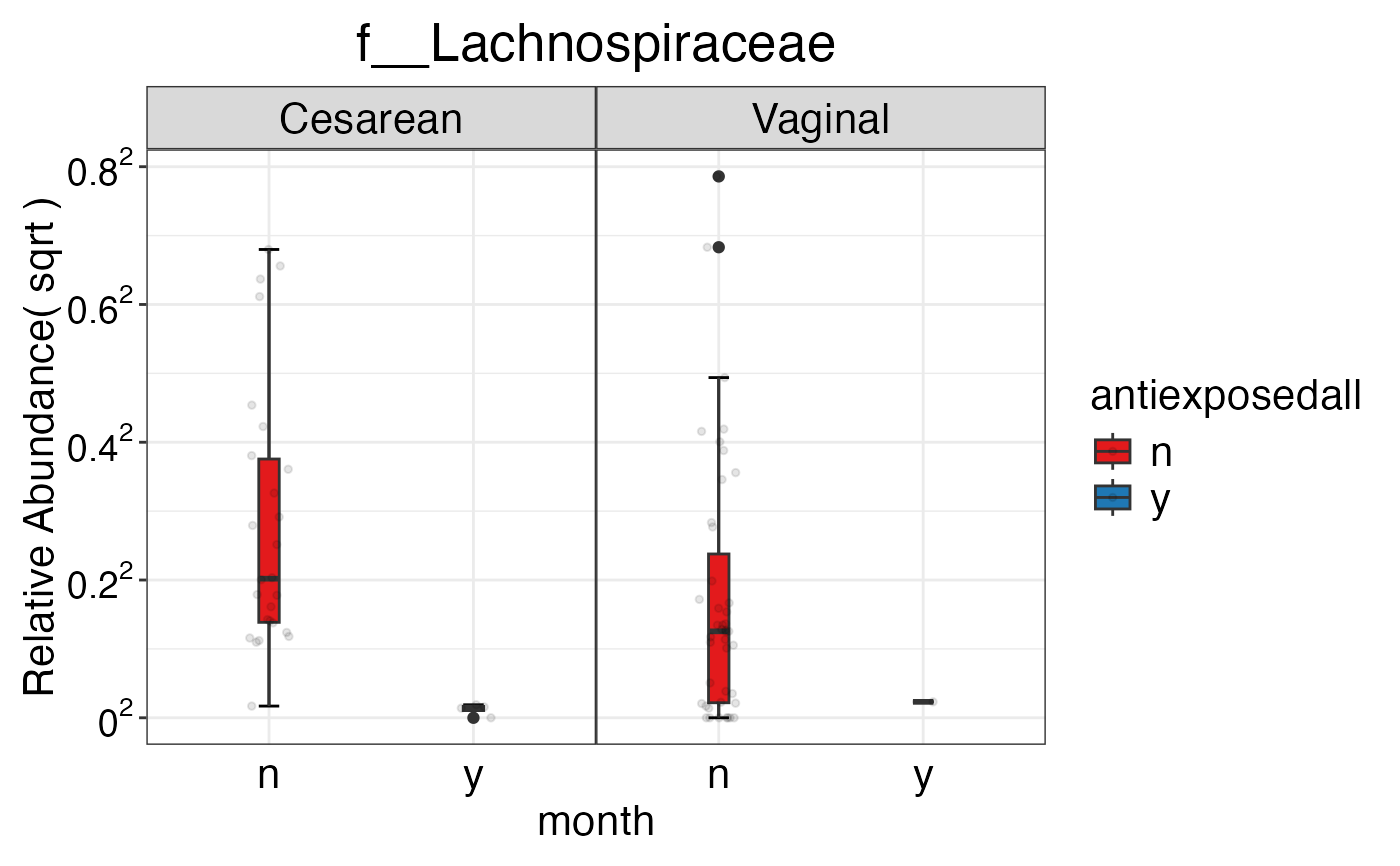 f__Lachnospiraceae
Cesarean
Vaginal
Relative Abundance( sqrt )
0.8²
0.6²
0.4²
0.2²
0²
n
y
n
y
month
antiexposedall
n
y